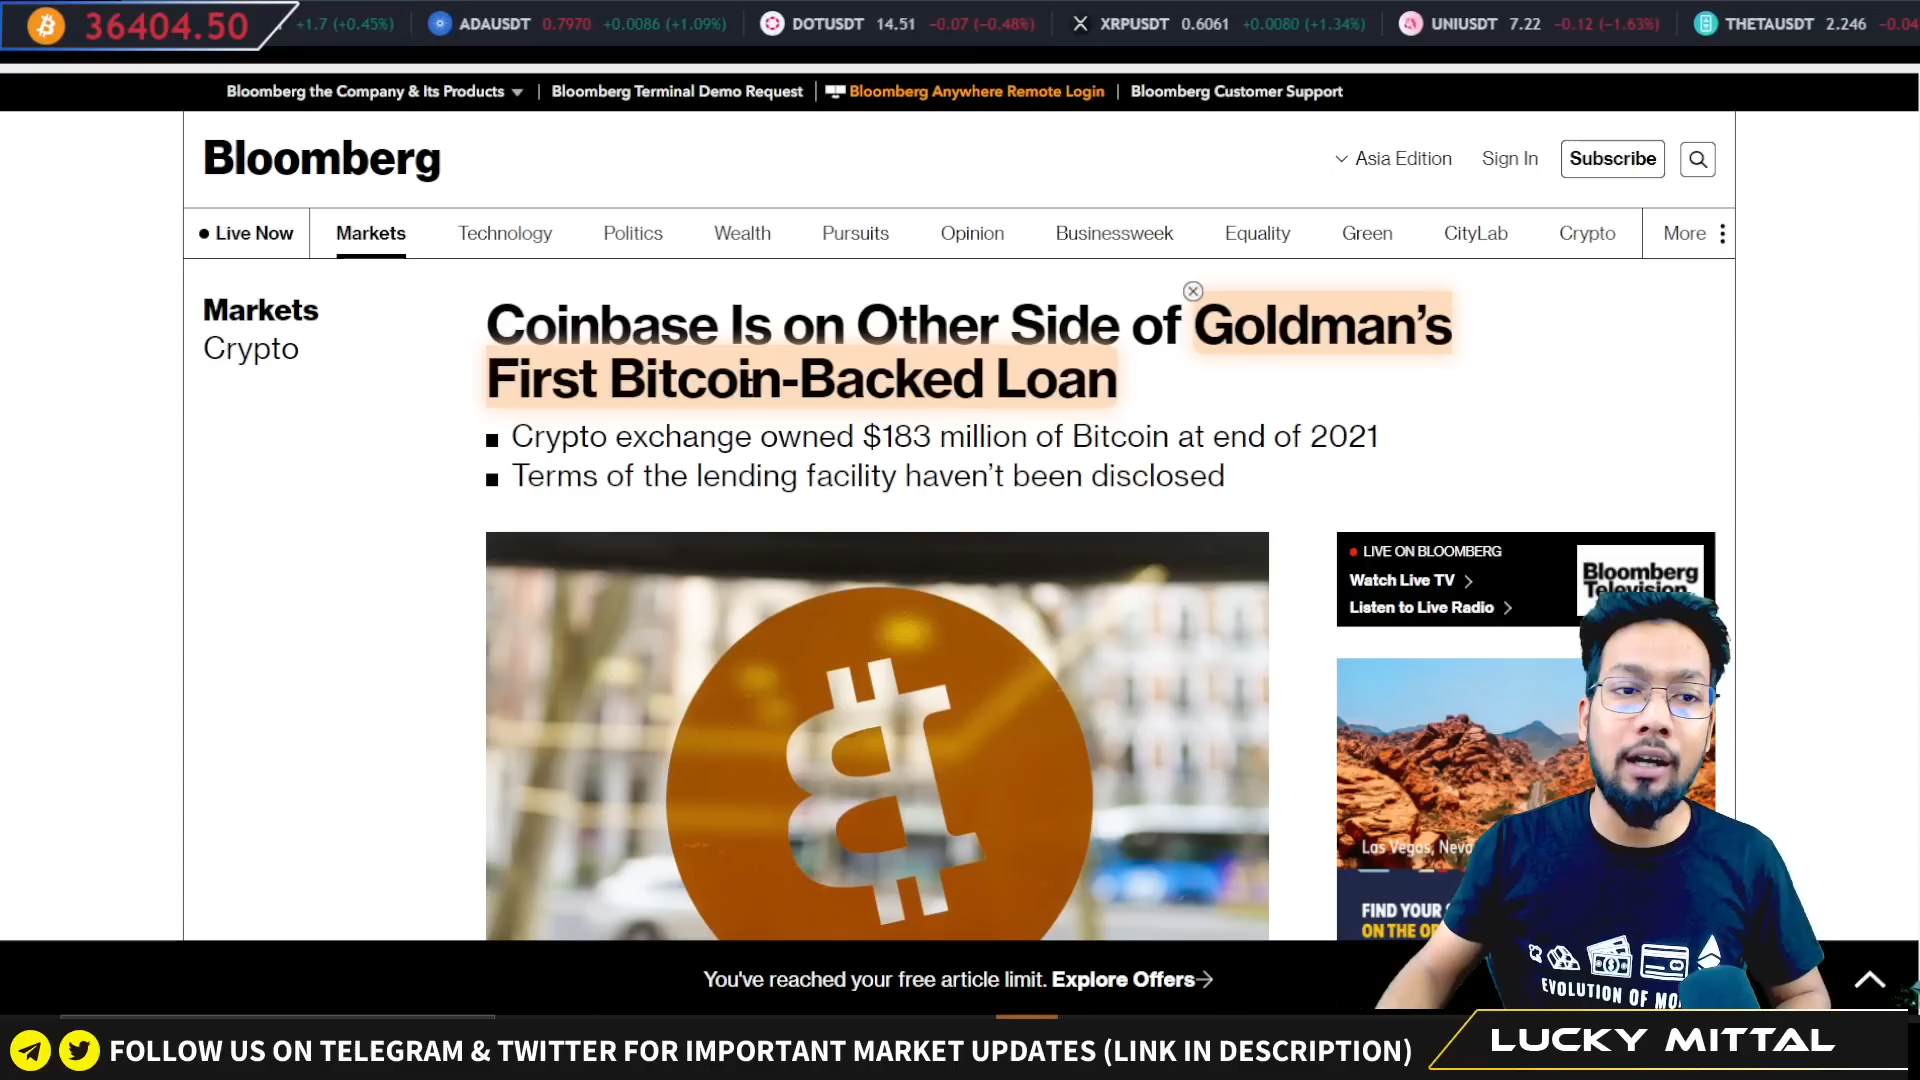 36404.50 +1.7 (+0.45%) ADAUSDT 0.7970 +0.0086 (+1.09%) DOTUSDT 14.51 −0.07 (−0.48%) XRPUSDT 0.6061 +0.0080 (+1.34%) UNIUSDT 7.22 −0.12 (−1.63%) THETAUSDT 2.246
Bloomberg the Company & Its Products Bloomberg Terminal Demo Request Bloomberg Anywhere Remote Login Bloomberg Customer Support
Bloomberg Asia Edition Sign In Subscribe
Live Now Markets Technology Politics Wealth Pursuits Opinion Businessweek Equality Green CityLab Crypto More
Markets
Crypto
Coinbase Is on Other Side of Goldman’s
First Bitcoin-Backed Loan
Crypto exchange owned $183 million of Bitcoin at end of 2021
Terms of the lending facility haven’t been disclosed
LIVE ON BLOOMBERG
Watch Live TV
Listen to Live Radio
Bloomberg
Television
Las Vegas,
FIND YOUR
ON THE
EVOLUTION OF
You've reached your free article limit. Explore Offers
FOLLOW US ON TELEGRAM & TWITTER FOR IMPORTANT MARKET UPDATES (LINK IN DESCRIPTION)
LUCKY MITTAL